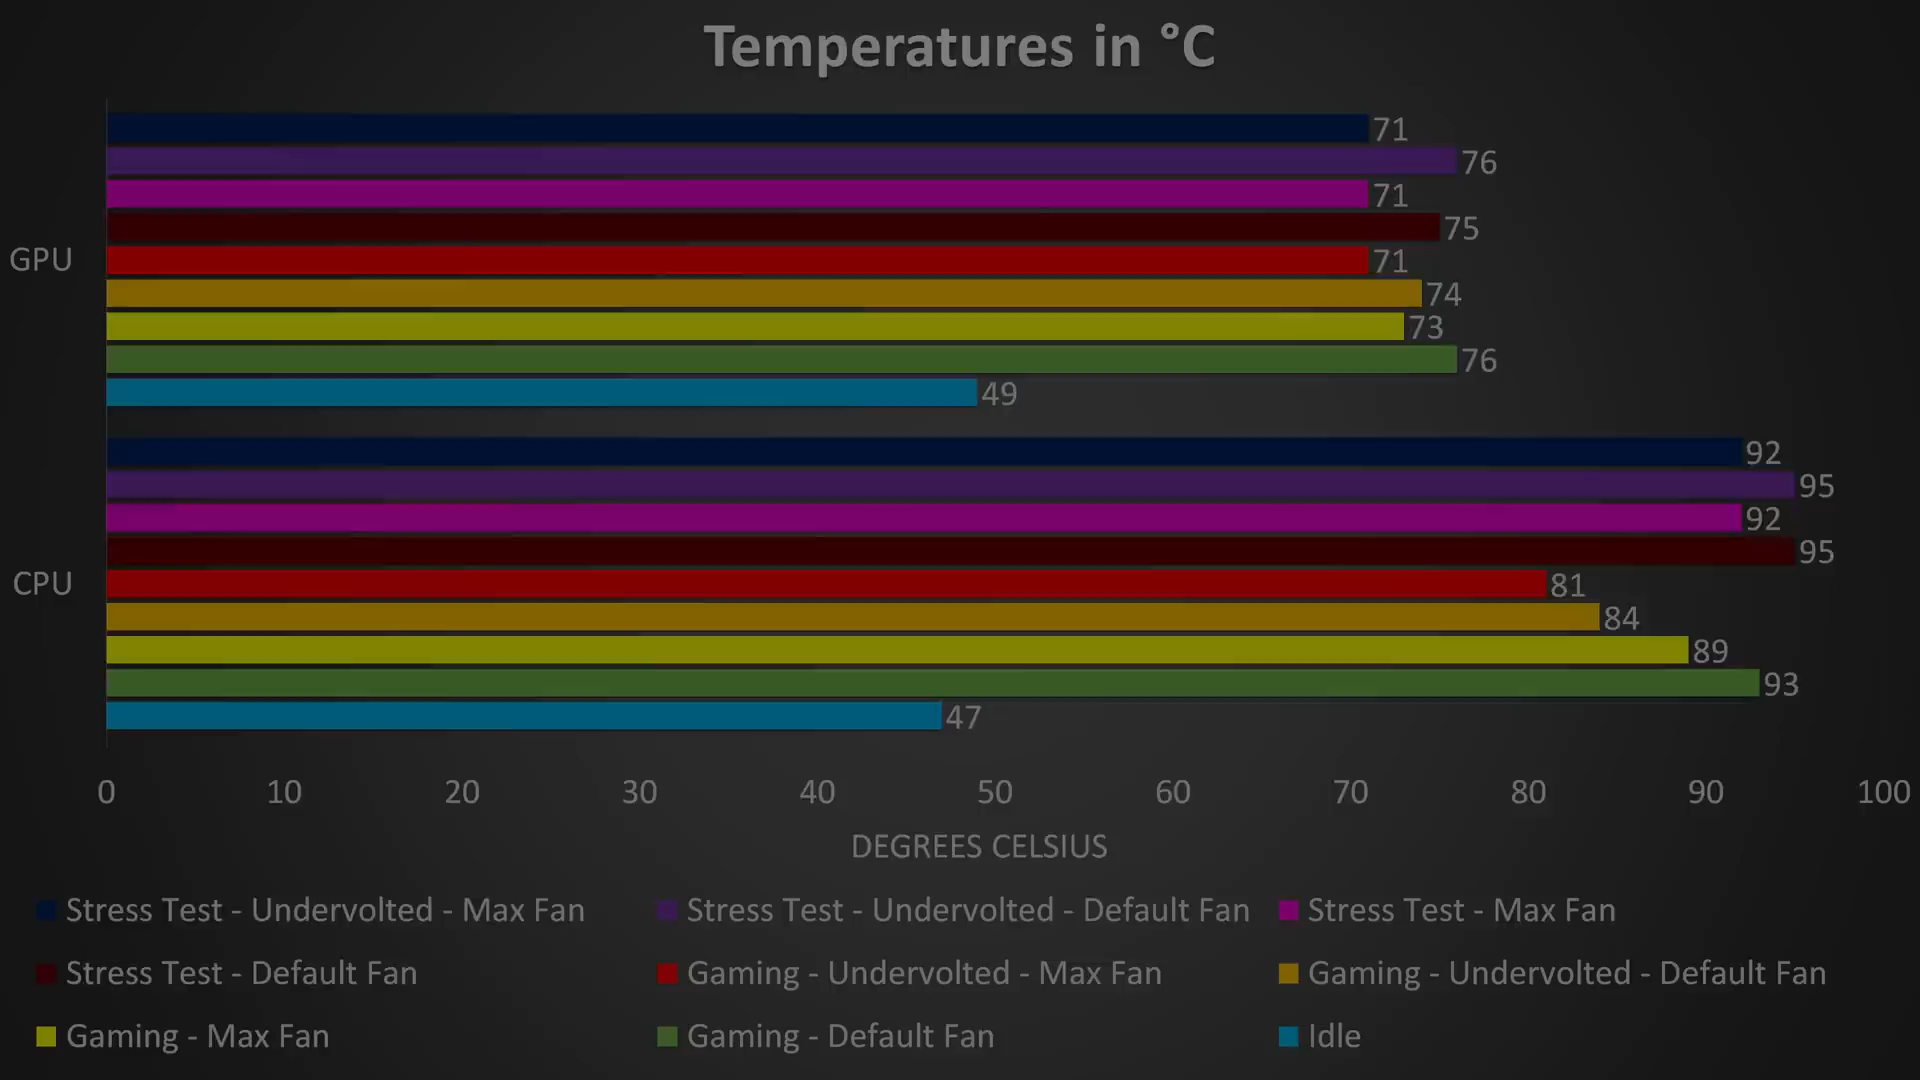 Temperatures in °C
71
76
71
75
GPU
71
74
73
76
49
92
95
92
95
CPU
81
84
89
93
47
0 10 20 30 40 50 60 70 80 90 100
DEGREES CELSIUS
Stress Test - Undervolted - Max Fan Stress Test - Undervolted - Default Fan Stress Test - Max Fan
Stress Test - Default Fan Gaming - Undervolted - Max Fan Gaming - Undervolted - Default Fan
Gaming - Max Fan Gaming - Default Fan Idle